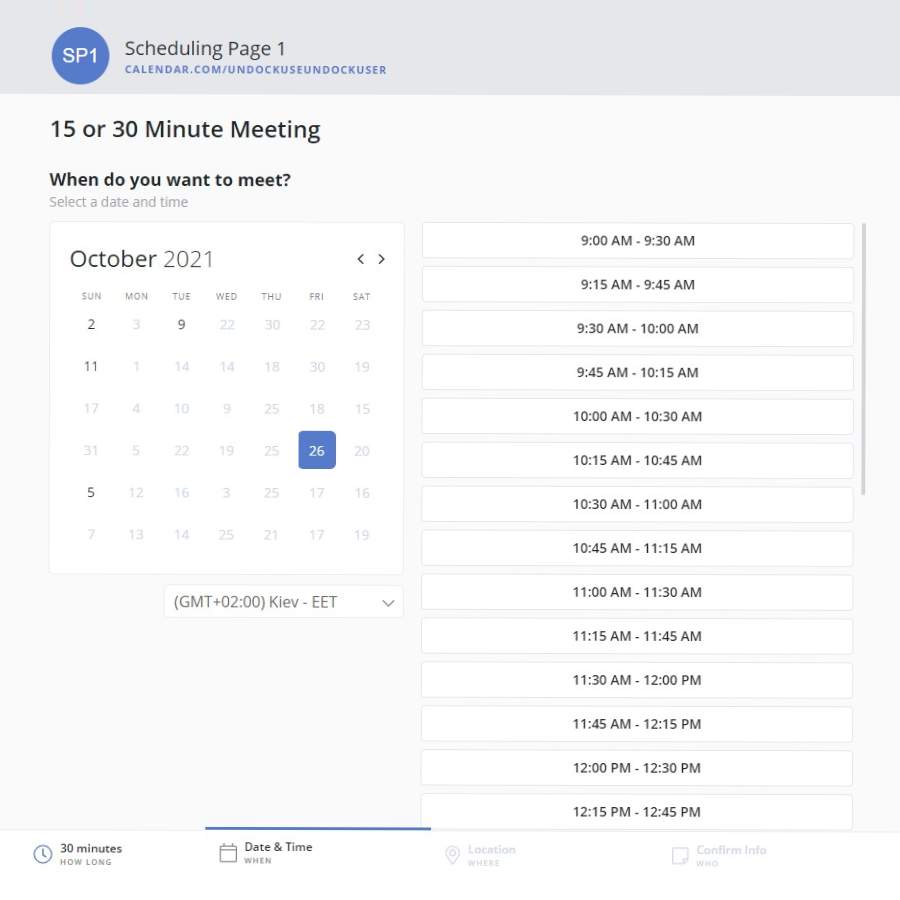 SP1
Scheduling Page 1
CALENDAR.COM/UNDOCKUSEUNDOCKUSER
15 or 30 Minute Meeting
When do you want to meet?
Select a date and time
October 2021
SUN MON TUE WED THU FRI SAT
2 3 9 22 30 22 23
11 1 14 14 18 30 19
17 4 10 9 25 18 15
31 5 22 19 25 26 20
5 12 16 3 25 17 16
7 13 14 25 21 17 19
(GMT+02:00) Kiev - EET
9:00 AM - 9:30 AM
9:15 AM - 9:45 AM
9:30 AM - 10:00 AM
9:45 AM - 10:15 AM
10:00 AM - 10:30 AM
10:15 AM - 10:45 AM
10:30 AM - 11:00 AM
10:45 AM - 11:15 AM
11:00 AM - 11:30 AM
11:15 AM - 11:45 AM
11:30 AM - 12:00 PM
11:45 AM - 12:15 PM
12:00 PM - 12:30 PM
12:15 PM - 12:45 PM
30 minutes
HOW LONG
Date & Time
WHEN
Location
WHERE
Confirm Info
WHO